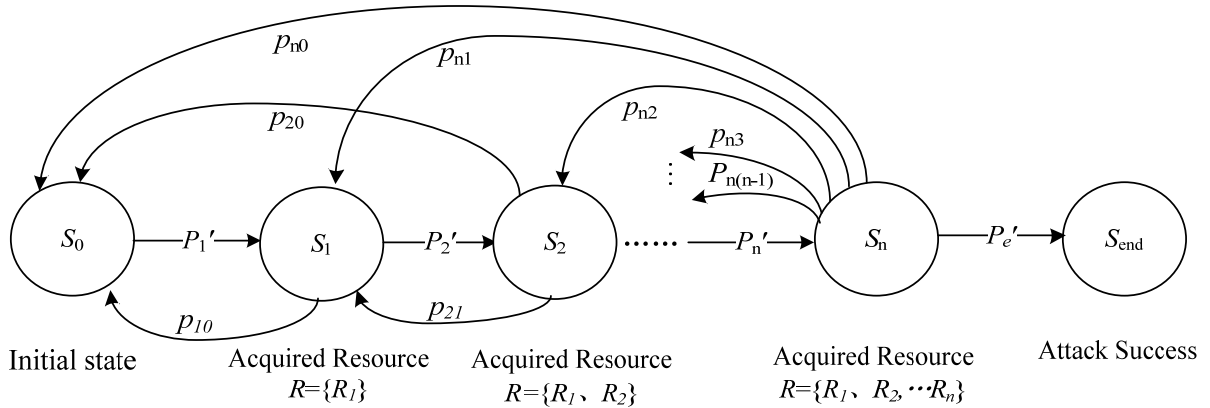 pn0
pn1
p20
pn2
pn3
⋮
Pn(n-1)
S0
P1′
S1
P2′
S2
······
Pn′
Sn
Pe′
Send
p10
p21
Initial state
Acquired Resource
R={R1}
Acquired Resource
R={R1、R2}
Acquired Resource
R={R1、R2,···Rn}
Attack Success